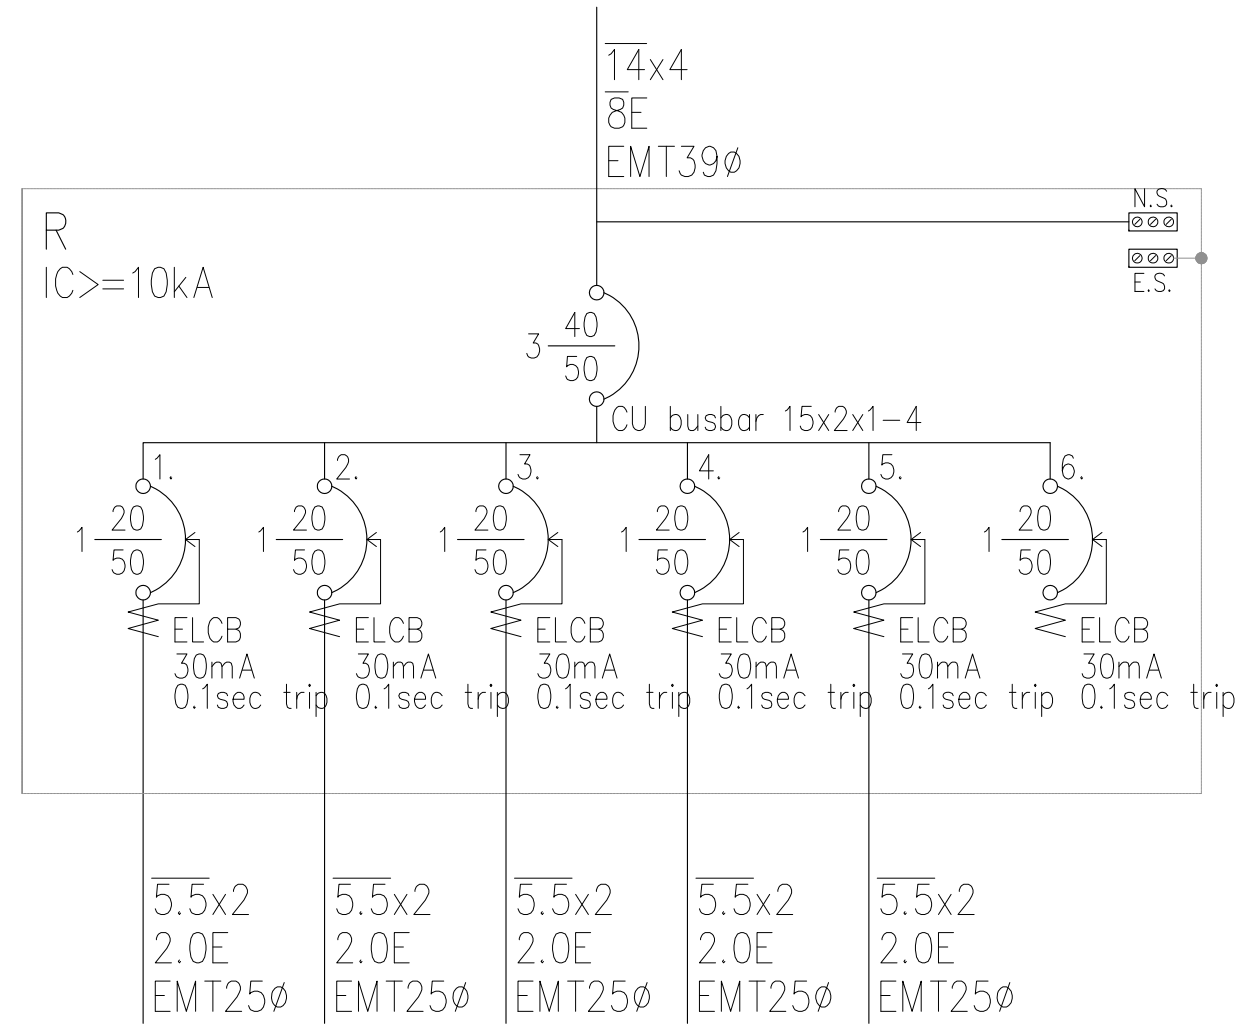 14x4
8E
EMT39ø
N.S.
R
IC>=10kA
E.S.
3 40
50
CU busbar 15x2x1-4
1. 2. 3. 4. 5. 6.
1 20 1 20 1 20 1 20 1 20 1 20
50 50 50 50 50 50
ELCB ELCB ELCB ELCB ELCB ELCB
30mA 30mA 30mA 30mA 30mA 30mA
0.1sec trip 0.1sec trip 0.1sec trip 0.1sec trip 0.1sec trip 0.1sec trip
5.5x2 5.5x2 5.5x2 5.5x2 5.5x2
2.0E 2.0E 2.0E 2.0E 2.0E
EMT25ø EMT25ø EMT25ø EMT25ø EMT25ø